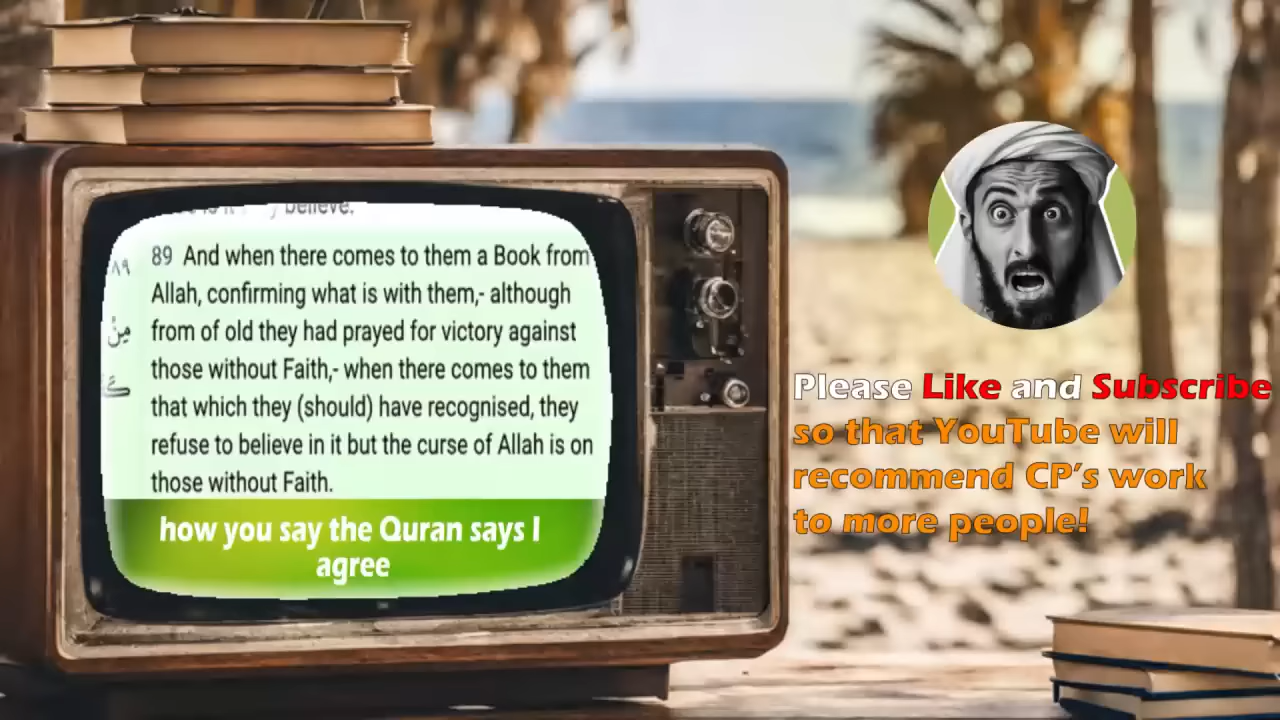 believe.
89 And when there comes to them a Book from
Allah, confirming what is with them,- although
from of old they had prayed for victory against
those without Faith,- when there comes to them
that which they (should) have recognised, they
refuse to believe in it but the curse of Allah is on
those without Faith.
٨٩
مِنْ
how you say the Quran says I
agree
Please Like and Subscribe
so that YouTube will
recommend CP's work
to more people!